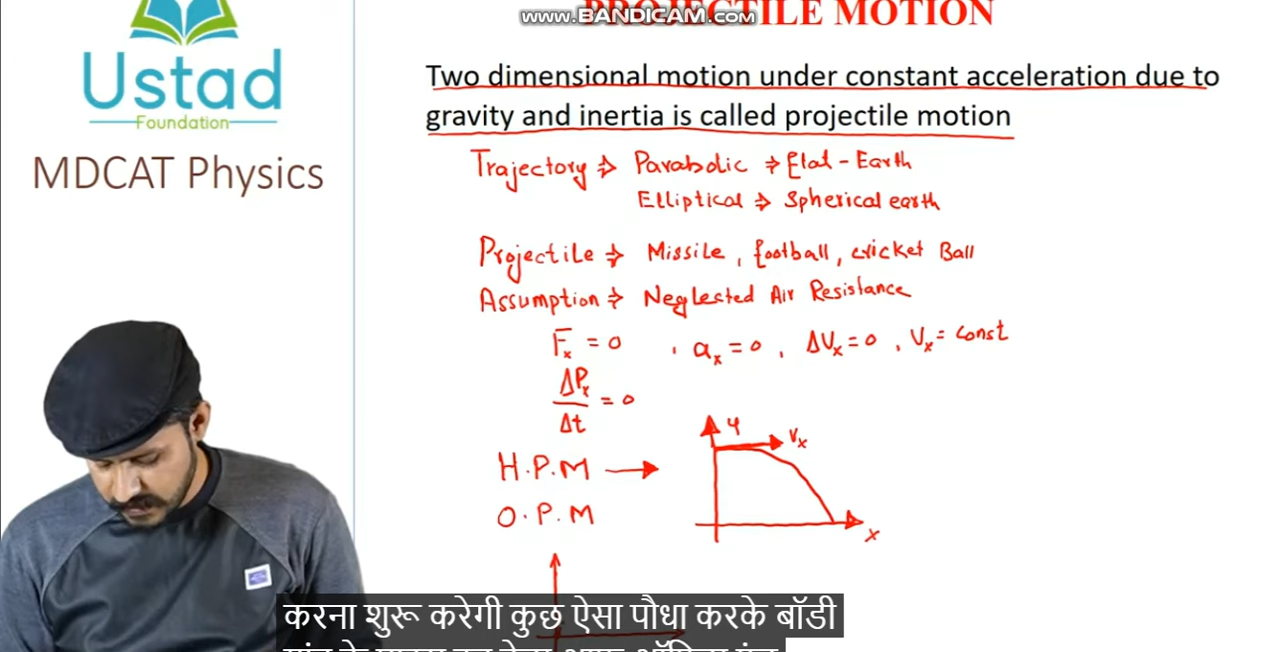 www.BANDICAM.com
PROJECTILE MOTION
Ustad
Foundation
MDCAT Physics
Two dimensional motion under constant acceleration due to
gravity and inertia is called projectile motion
Trajectory ⇒ Parabolic ⇒ Flat - Earth
Elliptical ⇒ Spherical earth
Projectile ⇒ Missile, football, cricket Ball
Assumption ⇒ Neglected Air Resistance
Fx = 0 , ax = 0 , ΔVx = 0 , Vx = Const
ΔPx
Δt
= 0
y
Vx
H.P.M →
O.P.M
x
करना शुरू करेगी कुछ ऐसा पौधा करके बॉडी